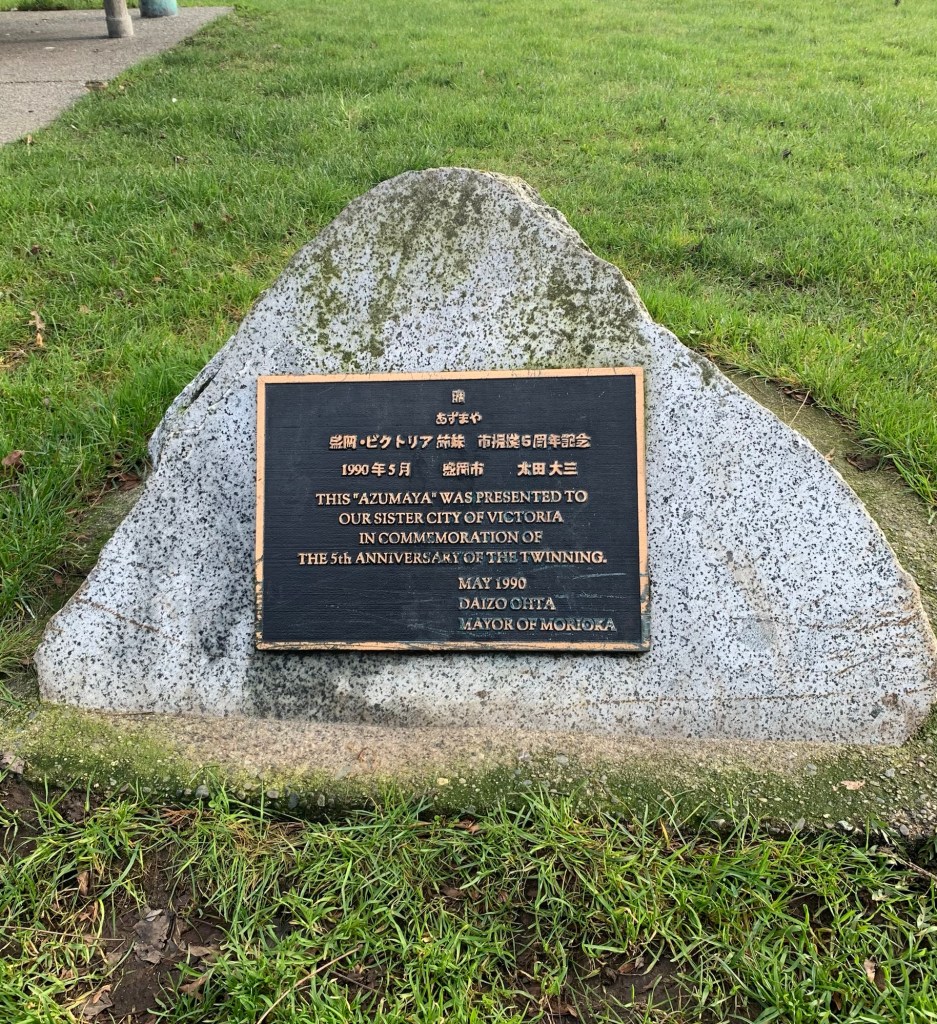 贈
あずまや
盛岡・ビクトリア 姉妹 市提携5周年記念
1990年5月 盛岡市 太田大三
THIS "AZUMAYA" WAS PRESENTED TO
OUR SISTER CITY OF VICTORIA
IN COMMEMORATION OF
THE 5th ANNIVERSARY OF THE TWINNING.
MAY 1990
DAIZO OHTA
MAYOR OF MORIOKA